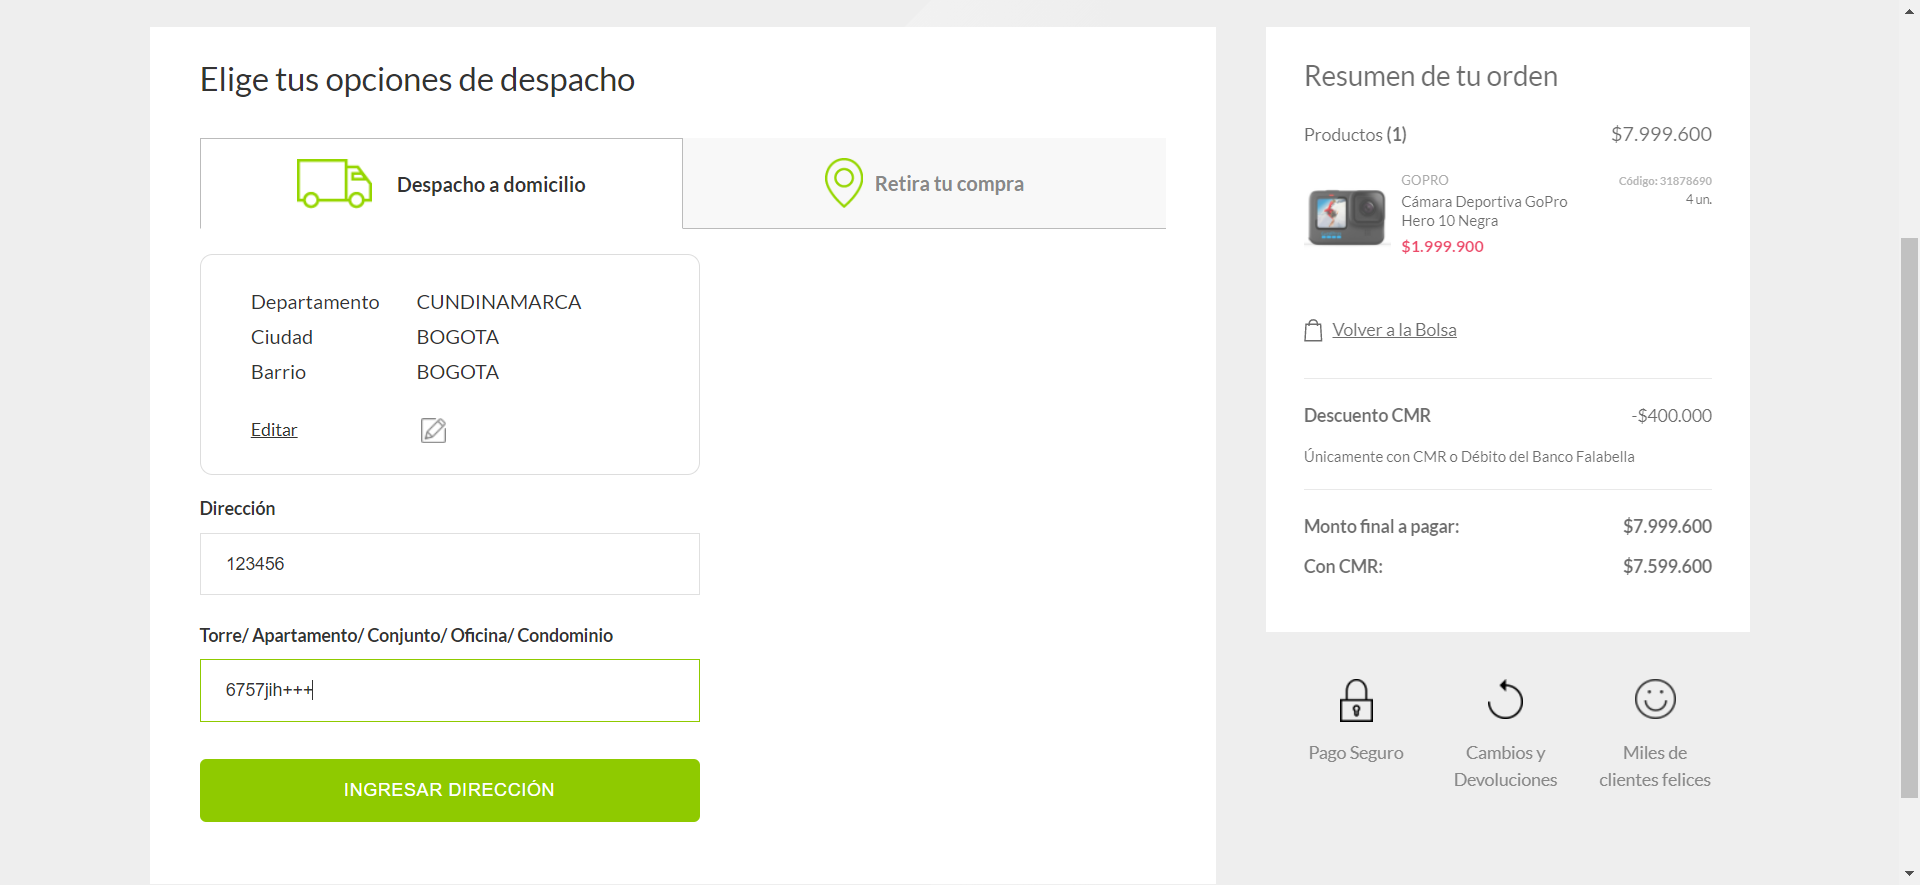 Elige tus opciones de despacho
Despacho a domicilio
Retira tu compra
Departamento CUNDINAMARCA
Ciudad BOGOTA
Barrio BOGOTA
Editar
Dirección
123456
Torre/ Apartamento/ Conjunto/ Oficina/ Condominio
6757jih+++
INGRESAR DIRECCIÓN
Resumen de tu orden
Productos (1) $7.999.600
GOPRO Código: 31878690
Cámara Deportiva GoPro 4 un.
Hero 10 Negra
$1.999.900
Volver a la Bolsa
Descuento CMR -$400.000
Únicamente con CMR o Débito del Banco Falabella
Monto final a pagar: $7.999.600
Con CMR: $7.599.600
Pago Seguro
Cambios y
Devoluciones
Miles de
clientes felices